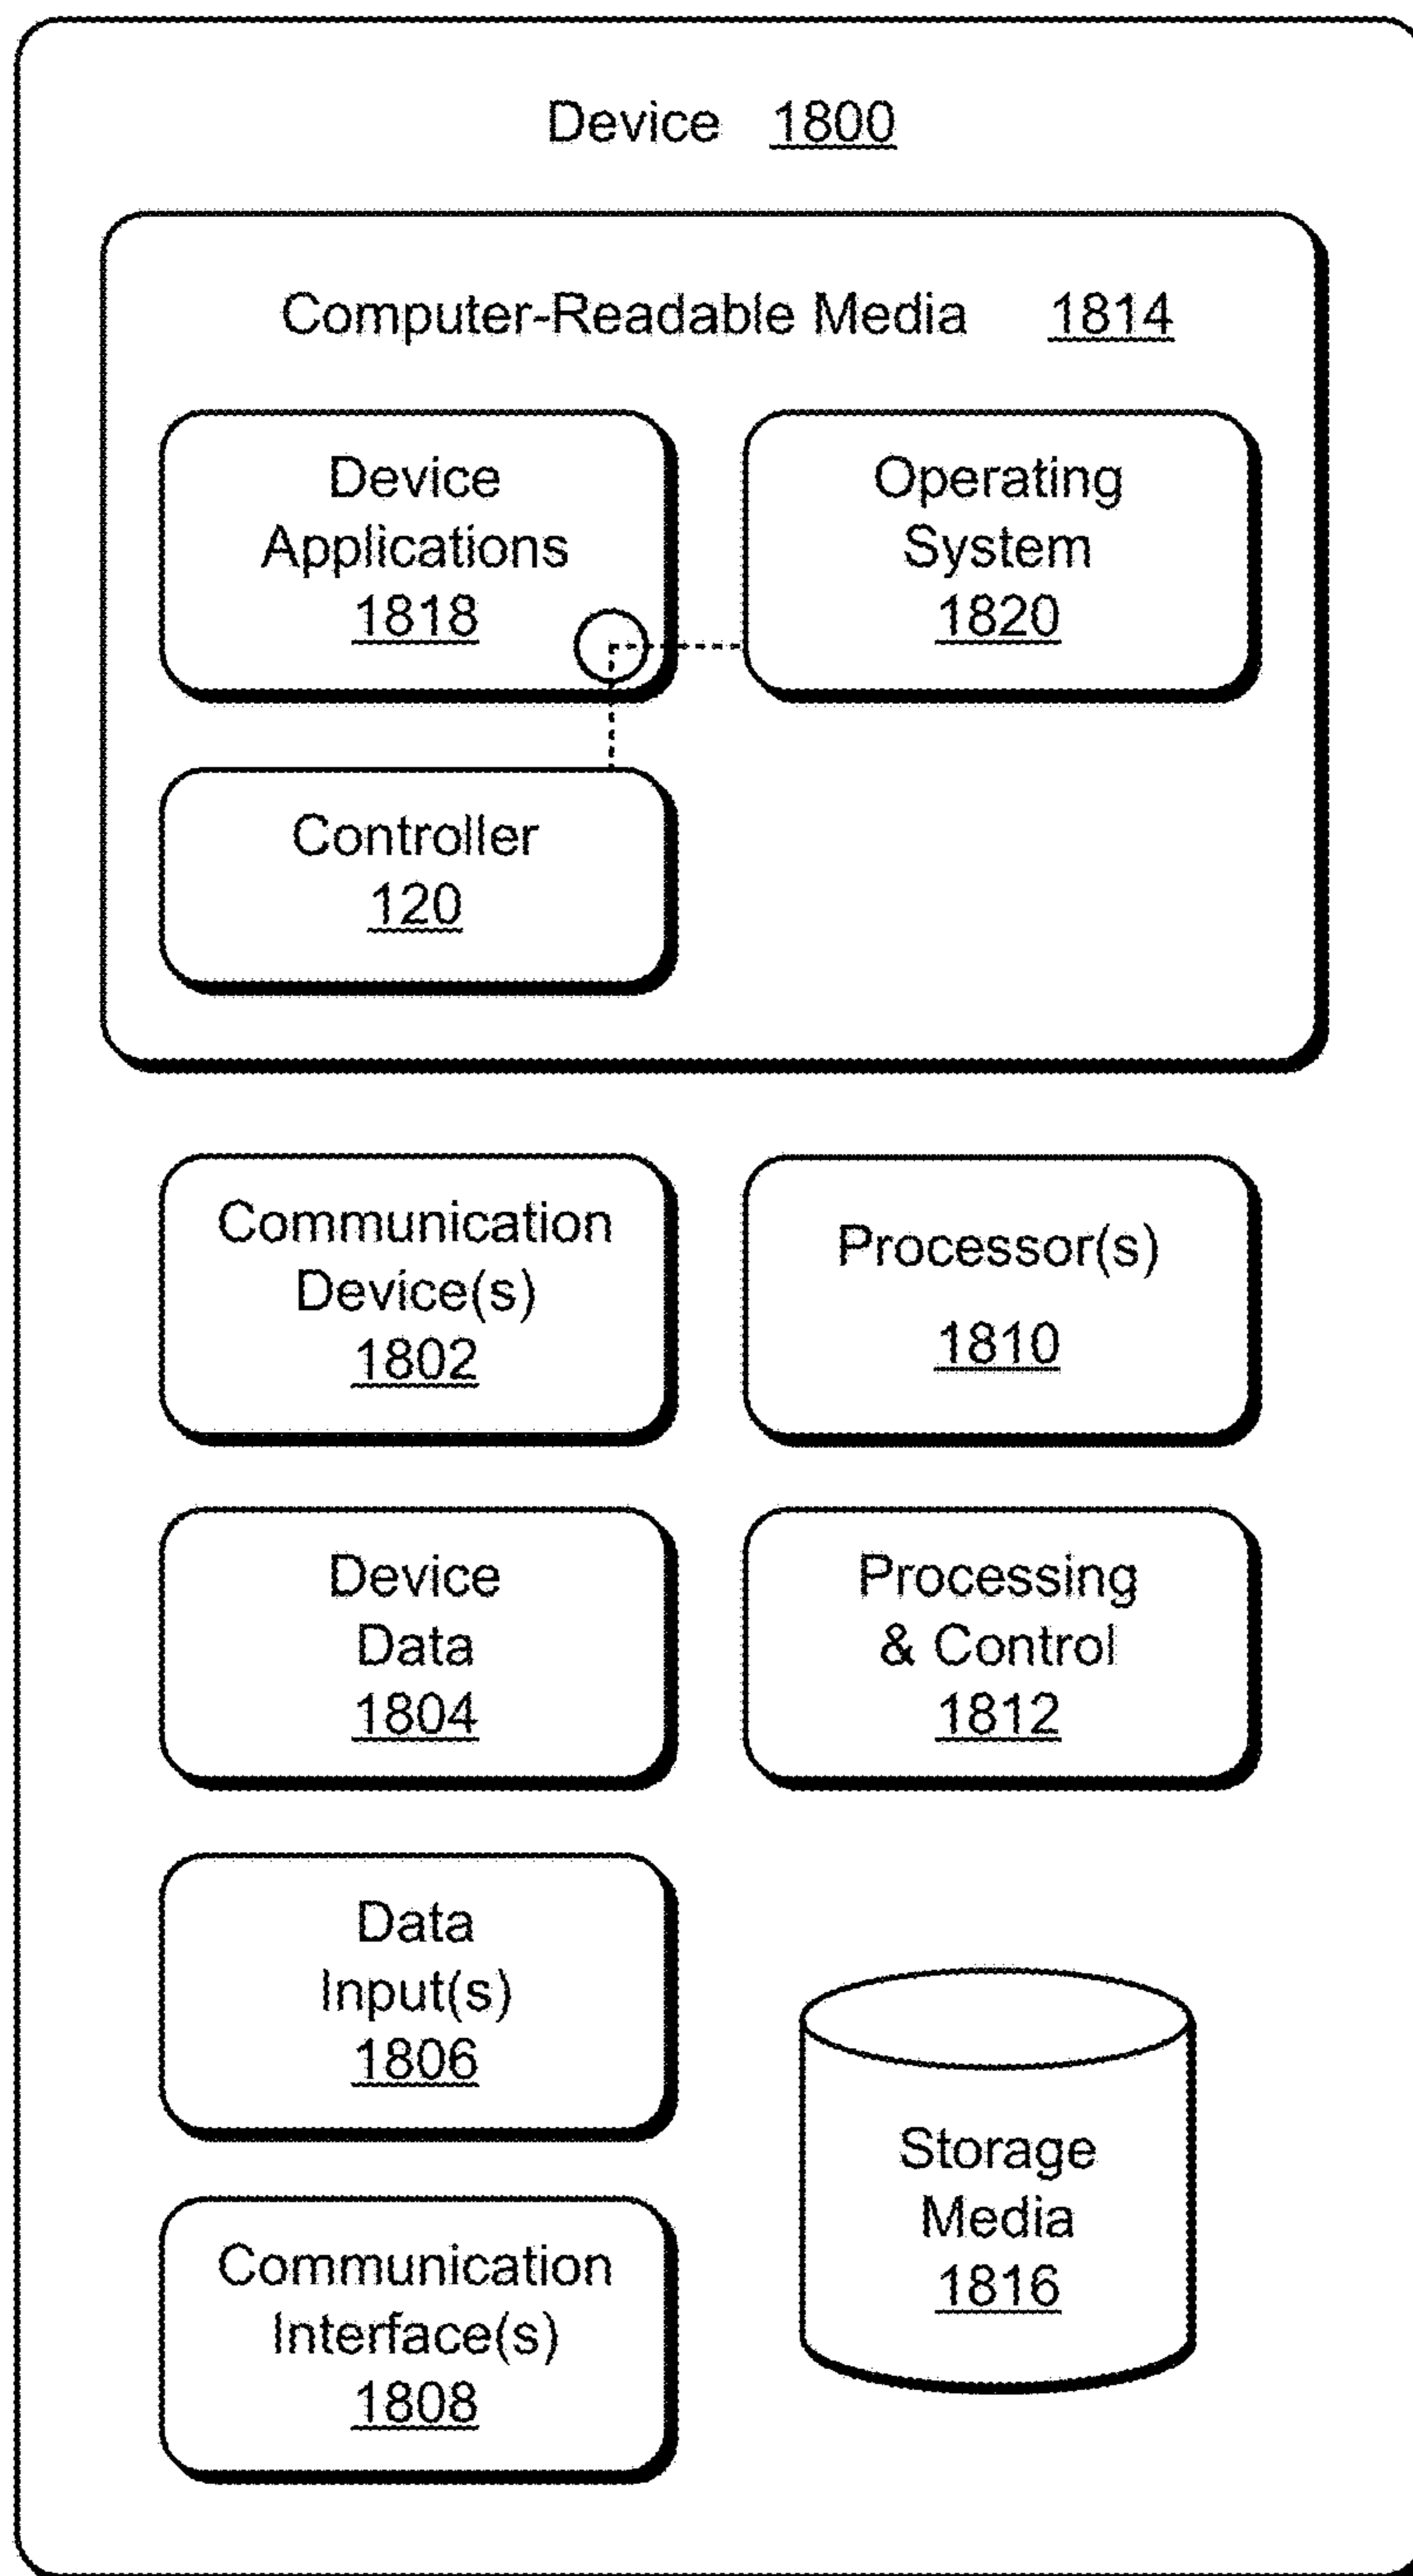 Device 1800
Computer-Readable Media 1814
Device
Applications
1818
Operating
System
1820
Controller
120
Communication
Device(s)
1802
Processor(s)
1810
Device
Data
1804
Processing
& Control
1812
Data
Input(s)
1806
Storage
Media
1816
Communication
Interface(s)
1808